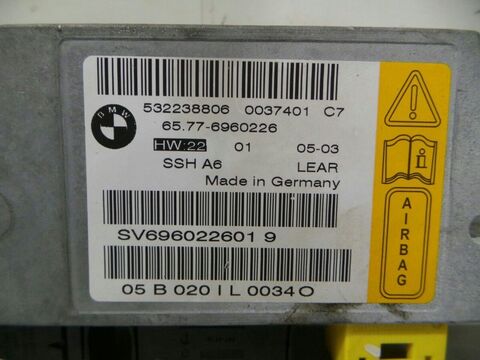 BMW
532238806 0037401 C7
65.77-6960226
HW:22 01 05-03
SSH A6 LEAR
Made in Germany
SV696022601 9
05 B 020 I L 0034 O
AIRBAG